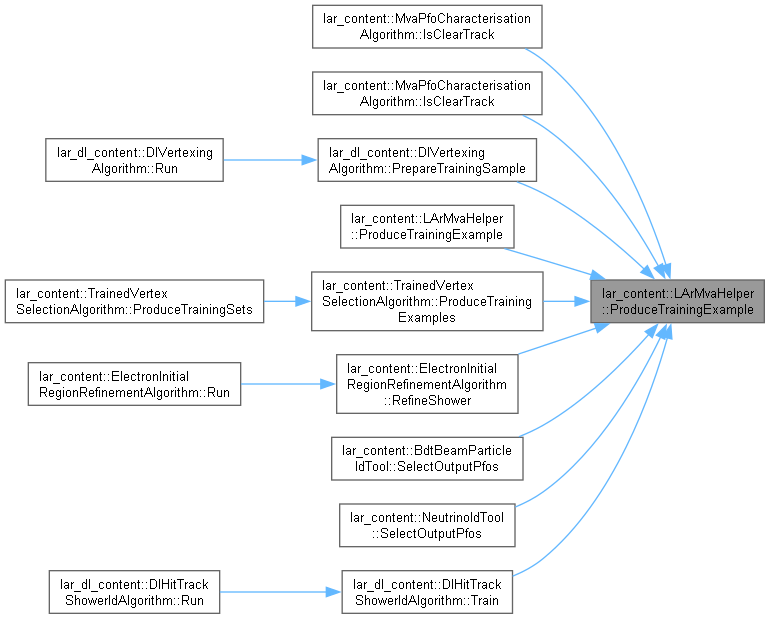 lar_content::MvaPfoCharacterisation
Algorithm::IsClearTrack
lar_content::MvaPfoCharacterisation
Algorithm::IsClearTrack
lar_dl_content::DlVertexing
Algorithm::Run
lar_dl_content::DlVertexing
Algorithm::PrepareTrainingSample
lar_content::LArMvaHelper
::ProduceTrainingExample
lar_content::TrainedVertex
SelectionAlgorithm::ProduceTrainingSets
lar_content::TrainedVertex
SelectionAlgorithm::ProduceTraining
Examples
lar_content::LArMvaHelper
::ProduceTrainingExample
lar_content::ElectronInitial
RegionRefinementAlgorithm::Run
lar_content::ElectronInitial
RegionRefinementAlgorithm
::RefineShower
lar_content::BdtBeamParticle
IdTool::SelectOutputPfos
lar_content::NeutrinoIdTool
::SelectOutputPfos
lar_dl_content::DlHitTrack
ShowerIdAlgorithm::Run
lar_dl_content::DlHitTrack
ShowerIdAlgorithm::Train